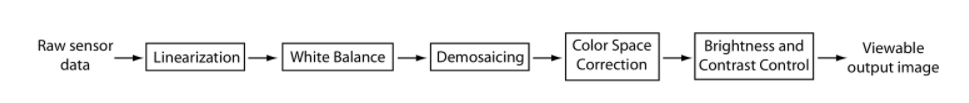 Raw sensor
data
Linearization
White Balance
Demosaicing
Color Space
Correction
Brightness and
Contrast Control
Viewable
output image